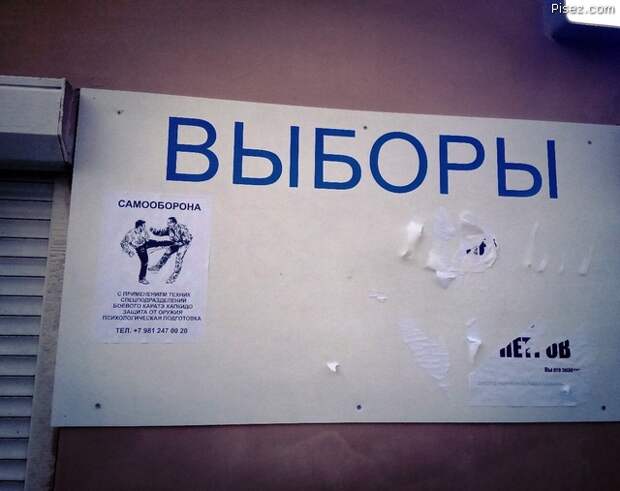 Pisez.com
ВЫБОРЫ
САМООБОРОНА
С ПРИМЕНЕНИЕМ ТЕХНИК
СПЕЦПОДРАЗДЕЛЕНИЙ
БОЕВОГО КАРАТЭ ХАПКИДО
ЗАЩИТА ОТ ОРУЖИЯ
ПСИХОЛОГИЧЕСКАЯ ПОДГОТОВКА
ТЕЛ. +7 981 247 00 20